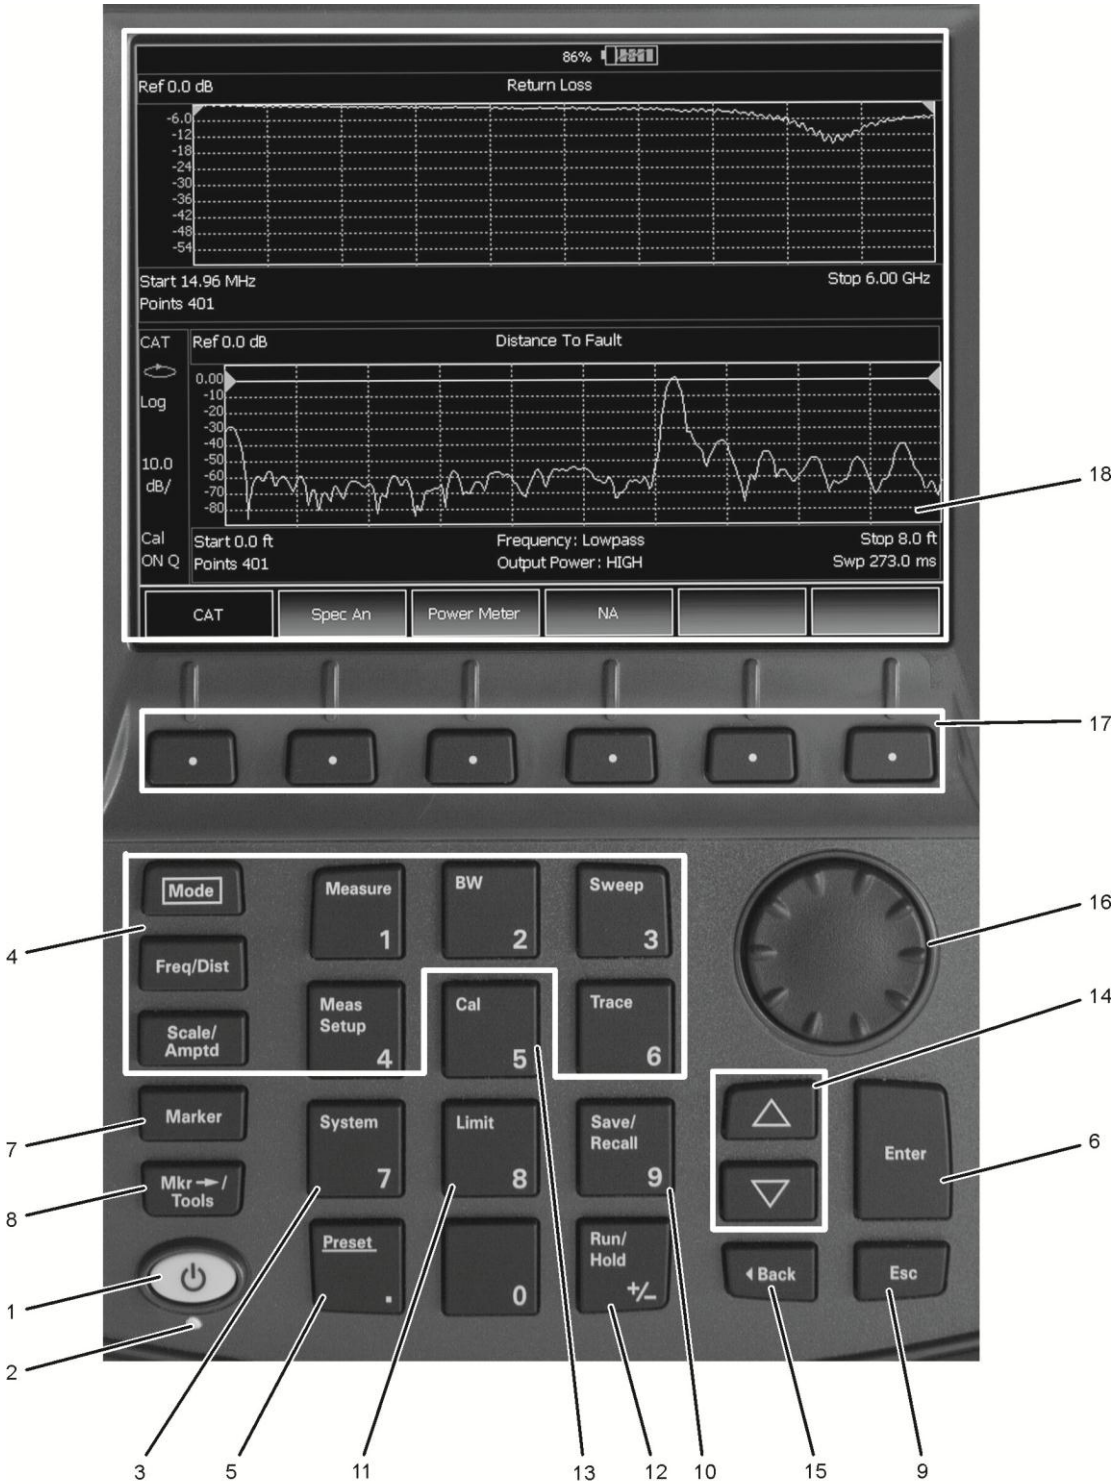 86%
Ref 0.0 dB
Return Loss
-6.0
-12
-18
-24
-30
-36
-42
-48
-54
Start 14.96 MHz
Stop 6.00 GHz
Points 401
CAT
Ref 0.0 dB
Distance To Fault
Log
10.0
dB/
Cal
ON Q
0.00
-10
-20
-30
-40
-50
-60
-70
-80
Start 0.0 ft
Frequency: Lowpass
Stop 8.0 ft
Points 401
Output Power: HIGH
Swp 273.0 ms
CAT
Spec An
Power Meter
NA
18
17
Mode
Measure
1
BW
2
Sweep
3
16
4
Freq/Dist
14
Scale/
Amptd
Meas
Setup
4
Cal
5
Trace
6
Marker
7
System
7
Limit
8
Save/
Recall
9
Enter
6
Mkr→/
Tools
8
Preset
.
0
Run/
Hold
+/–
Back
Esc
1
2
3
5
11
13
12
10
15
9